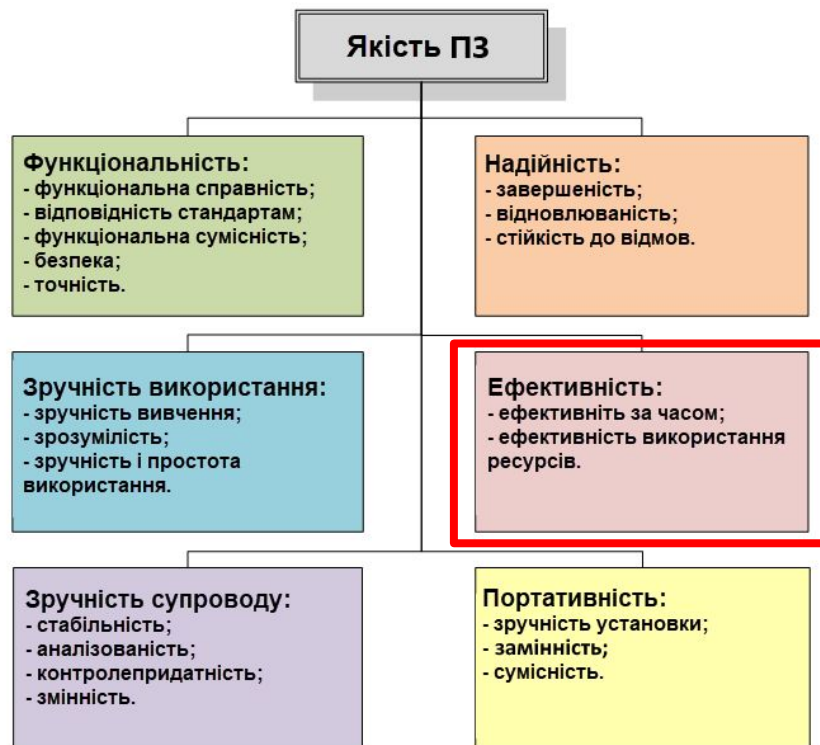 Якість ПЗ
Функціональність:
- функціональна справність;
- відповідність стандартам;
- функціональна сумісність;
- безпека;
- точність.
Надійність:
- завершеність;
- відновлюваність;
- стійкість до відмов.
Зручність використання:
- зручність вивчення;
- зрозумілість;
- зручність і простота
використання.
Ефективність:
- ефективніть за часом;
- ефективність використання
ресурсів.
Зручність супроводу:
- стабільність;
- аналізованість;
- контролепридатність;
- змінність.
Портативність:
- зручність установки;
- замінність;
- сумісність.